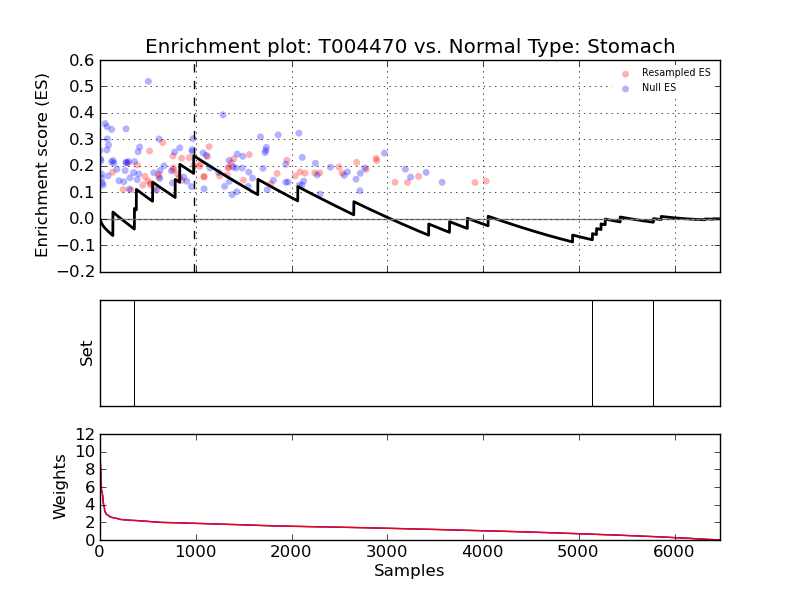 Enrichment plot: T004470 vs. Normal Type: Stomach
Enrichment score (ES)
0.6
0.5
0.4
0.3
0.2
0.1
0.0
−0.1
−0.2
Resampled ES
Null ES
Set
Weights
12
10
8
6
4
2
0
0 1000 2000 3000 4000 5000 6000
Samples